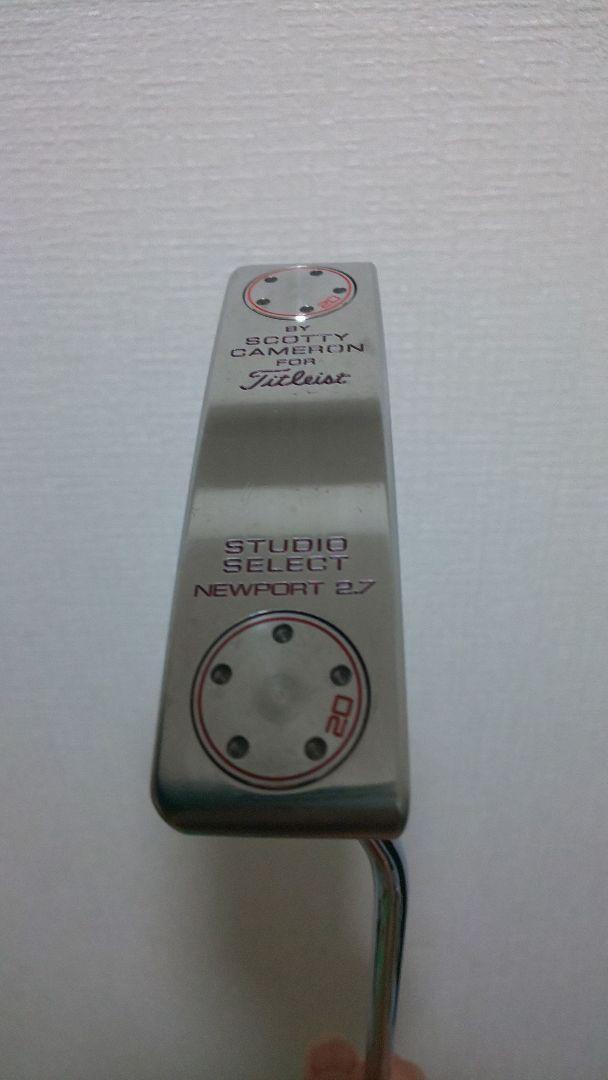 20
BY
SCOTTY
CAMERON
FOR
Titleist
STUDIO
SELECT
NEWPORT 2.7
20